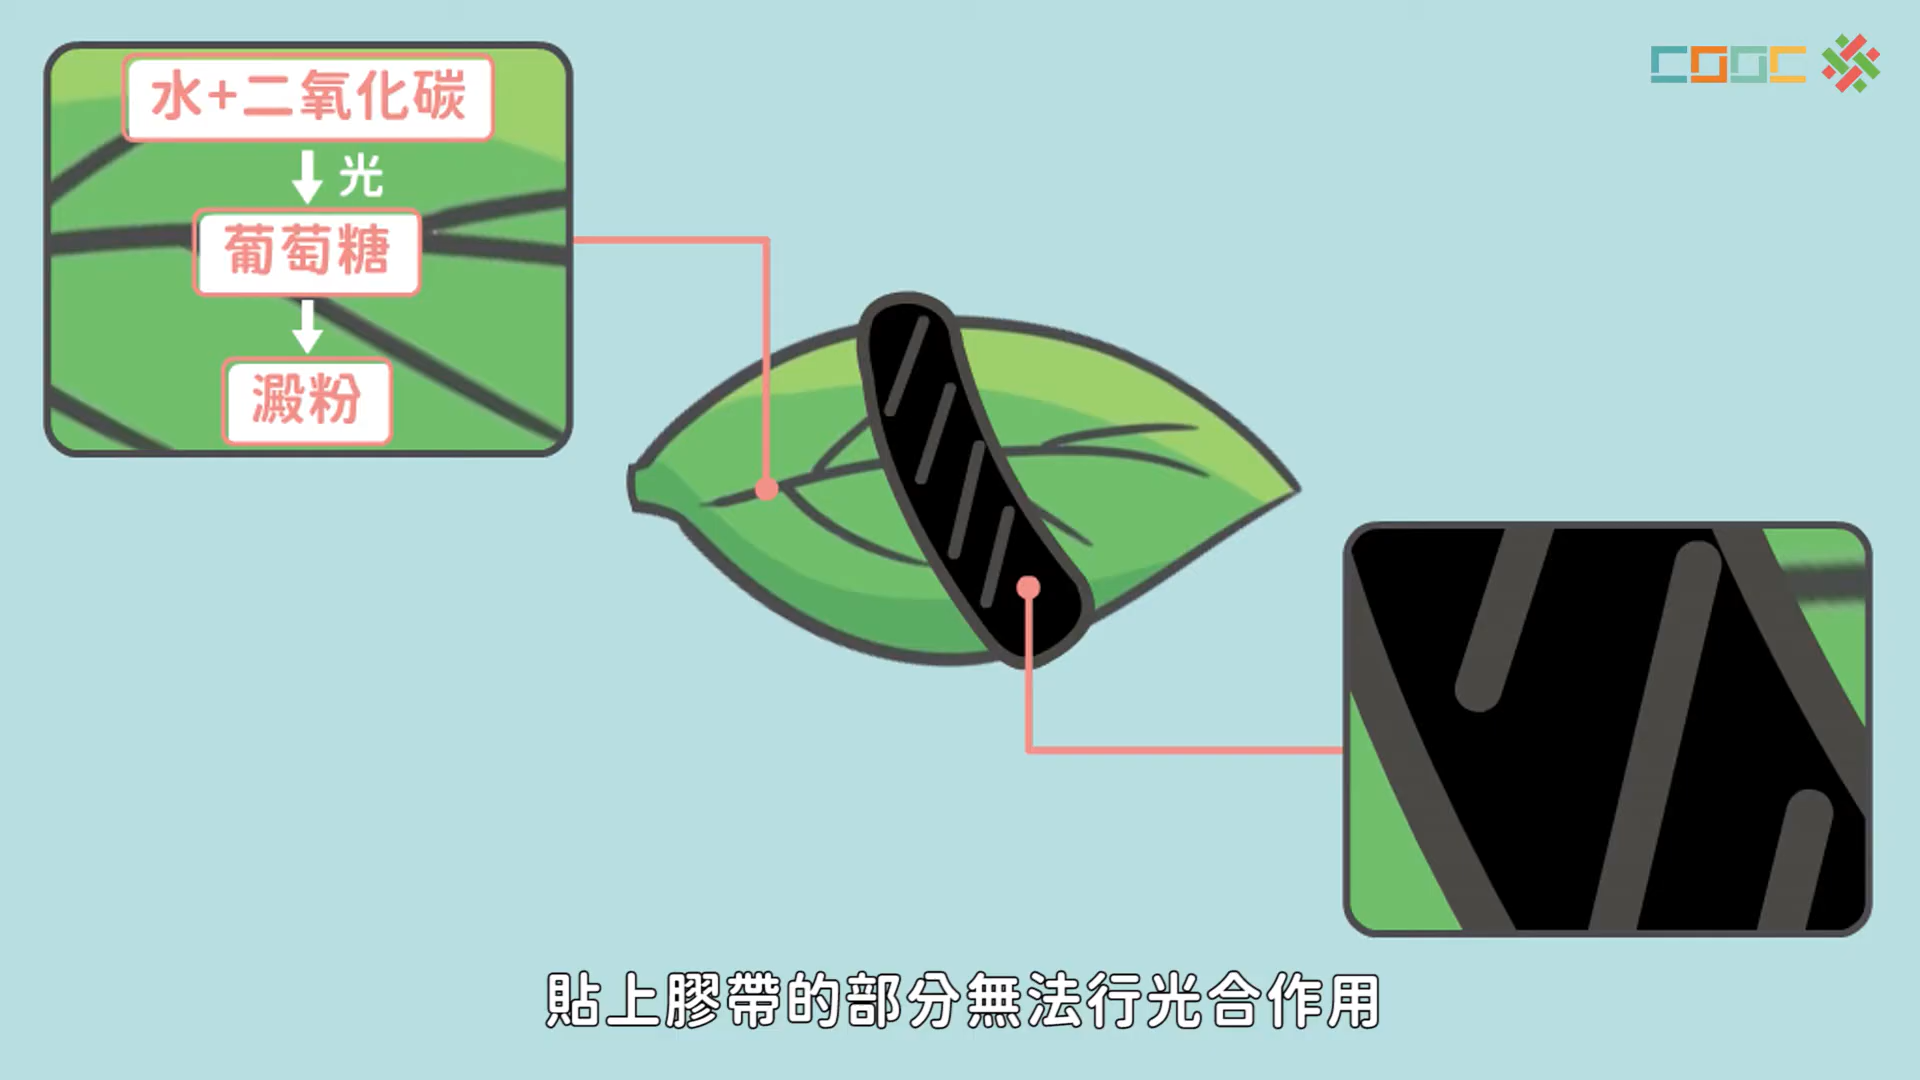 水+二氧化碳
光
葡萄糖
澱粉
COOC
貼上膠帶的部分無法行光合作用